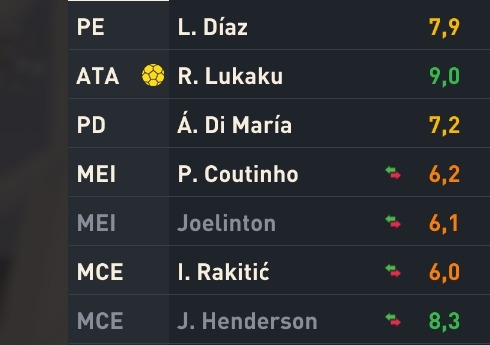 PE L. Díaz 7,9
ATA R. Lukaku 9,0
PD Á. Di María 7,2
MEI P. Coutinho 6,2
MEI Joelinton 6,1
MCE I. Rakitić 6,0
MCE J. Henderson 8,3